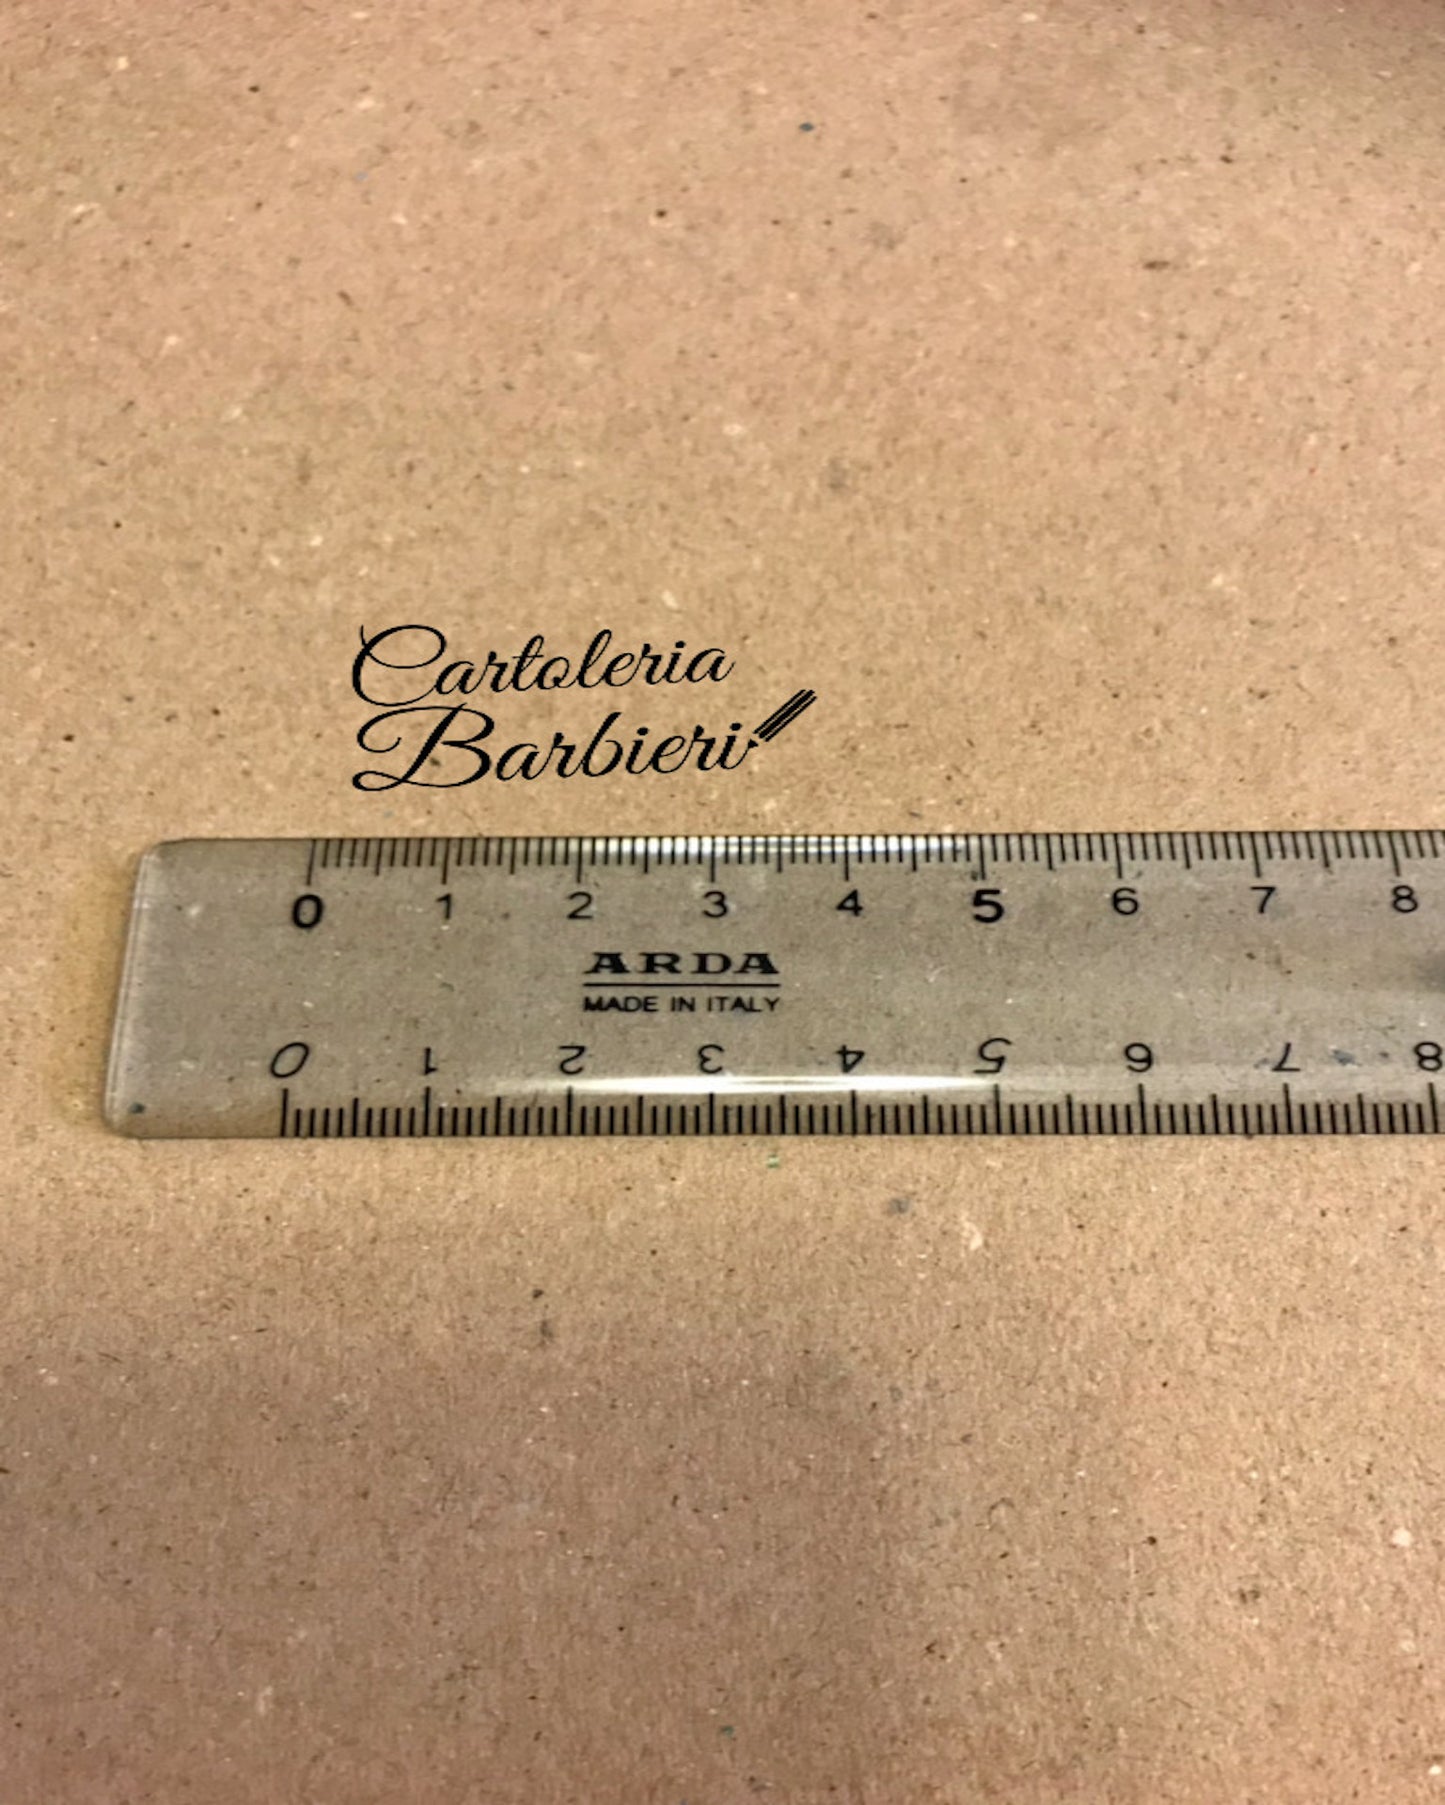 Cartoleria
Barbieri
0 1 2 3 4 5 6 7 8
ARDA
MADE IN ITALY
0 1 2 3 4 5 6 7 8